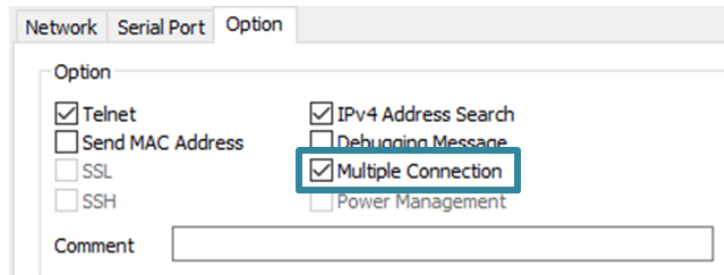 Network Serial Port Option
Option
Telnet IPv4 Address Search
Send MAC Address Debugging Message
SSL Multiple Connection
SSH Power Management
Comment